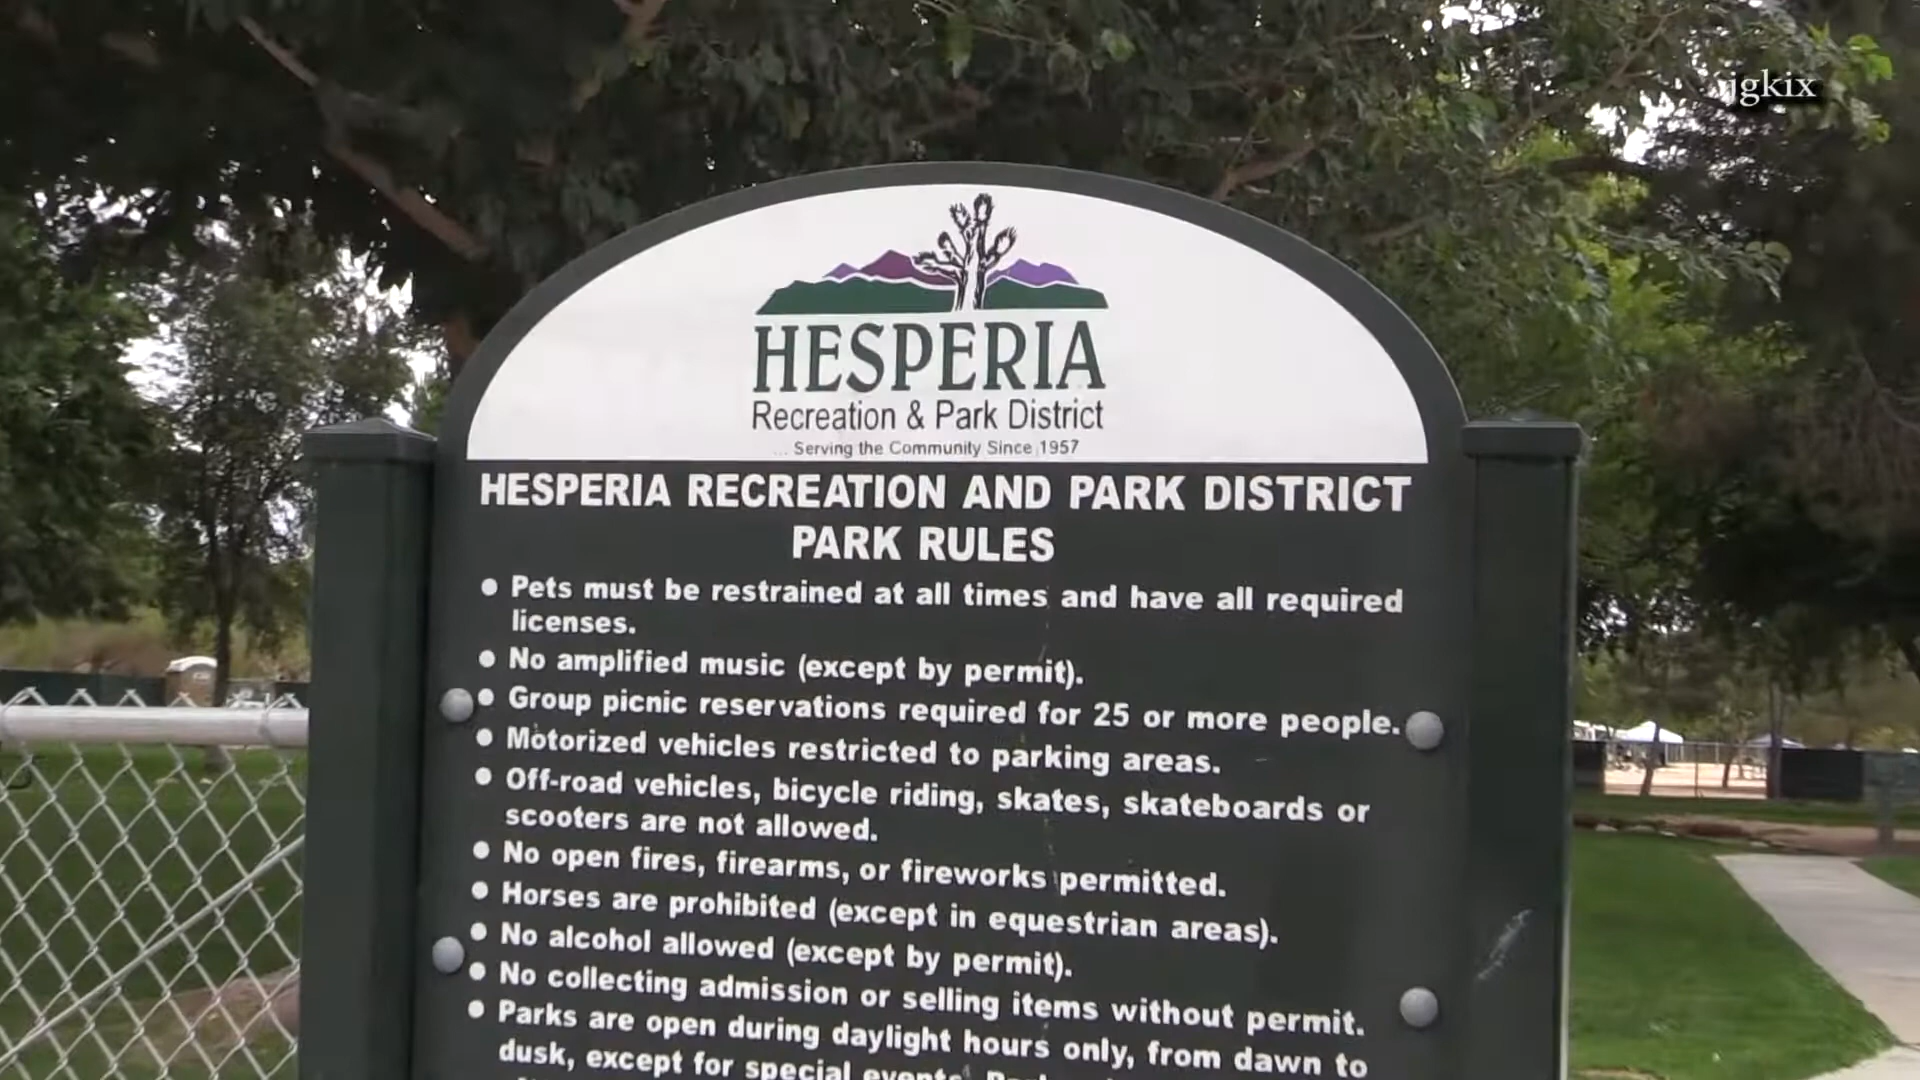 jgkix
HESPERIA
Recreation & Park District
... Serving the Community Since 1957
HESPERIA RECREATION AND PARK DISTRICT
PARK RULES
● Pets must be restrained at all times and have all required
licenses.
● No amplified music (except by permit).
● Group picnic reservations required for 25 or more people.
● Motorized vehicles restricted to parking areas.
● Off-road vehicles, bicycle riding, skates, skateboards or
scooters are not allowed.
● No open fires, firearms, or fireworks permitted.
● Horses are prohibited (except in equestrian areas).
● No alcohol allowed (except by permit).
● No collecting admission or selling items without permit.
● Parks are open during daylight hours only, from dawn to
dusk, except for special events.